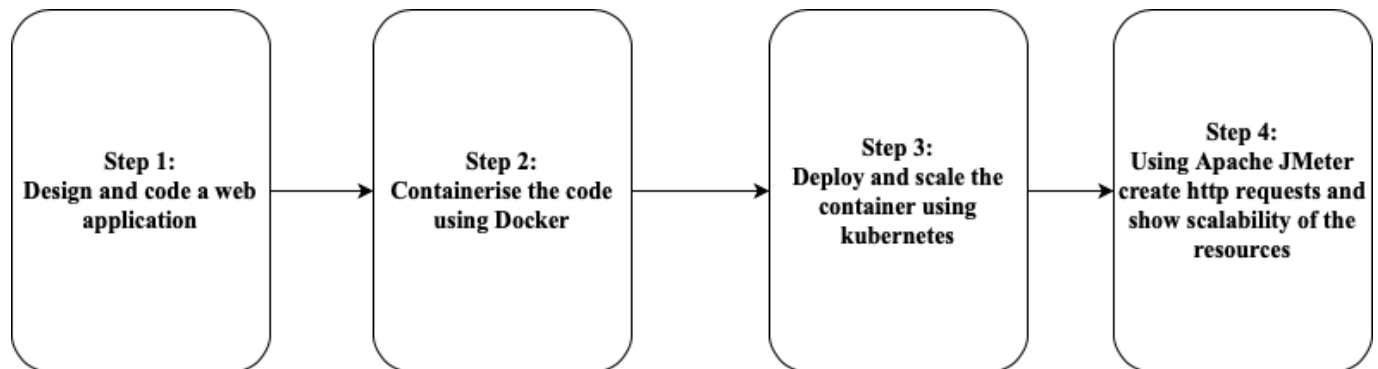 Step 1:
Design and code a web
application
Step 2:
Containerise the code
using Docker
Step 3:
Deploy and scale the
container using
kubernetes
Step 4:
Using Apache JMeter
create http requests and
show scalability of the
resources